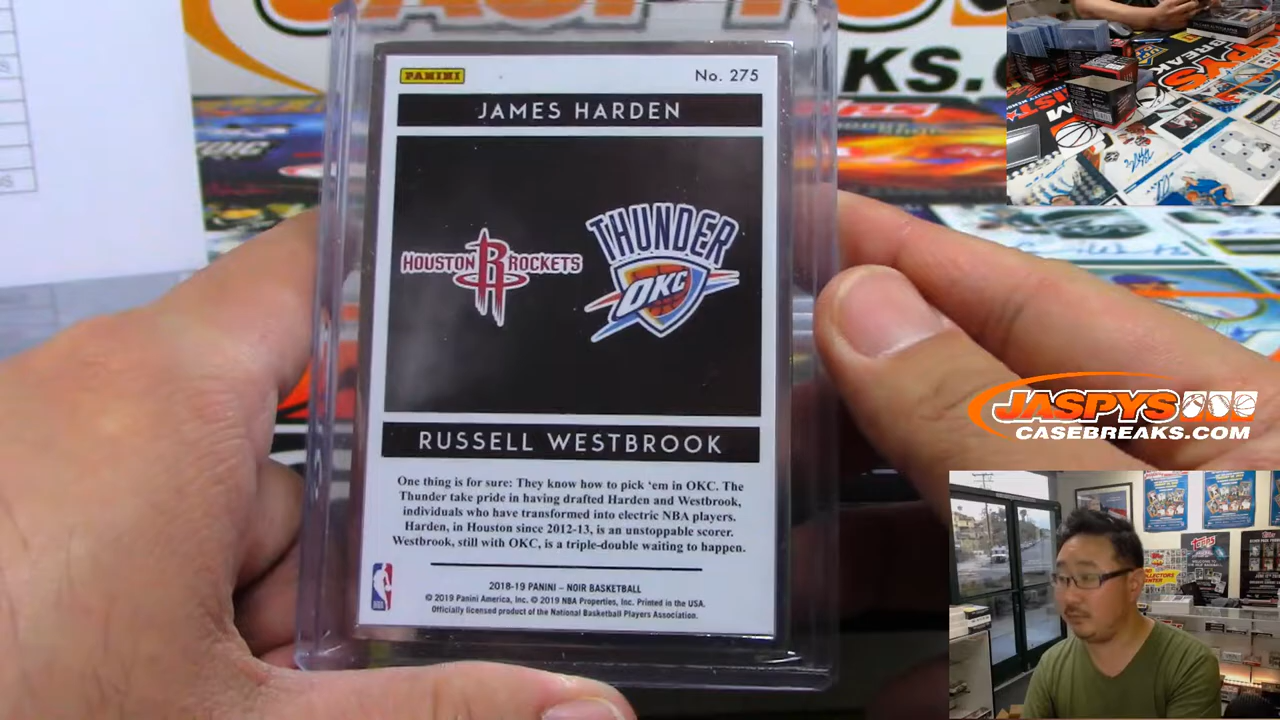 PANINI
No. 275
JAMES HARDEN
HOUSTON ROCKETS
THUNDER
OKC
RUSSELL WESTBROOK
One thing is for sure: They know how to pick ‘em in OKC. The
Thunder take pride in having drafted Harden and Westbrook,
individuals who have transformed into electric NBA players.
Harden, in Houston since 2012-13, is an unstoppable scorer.
Westbrook, still with OKC, is a triple-double waiting to happen.
2018-19 PANINI – NOIR BASKETBALL
© 2019 Panini America, Inc. © 2019 NBA Properties, Inc. Printed in the USA.
Officially licensed product of the National Basketball Players Association.
JASPYS
CASEBREAKS.COM